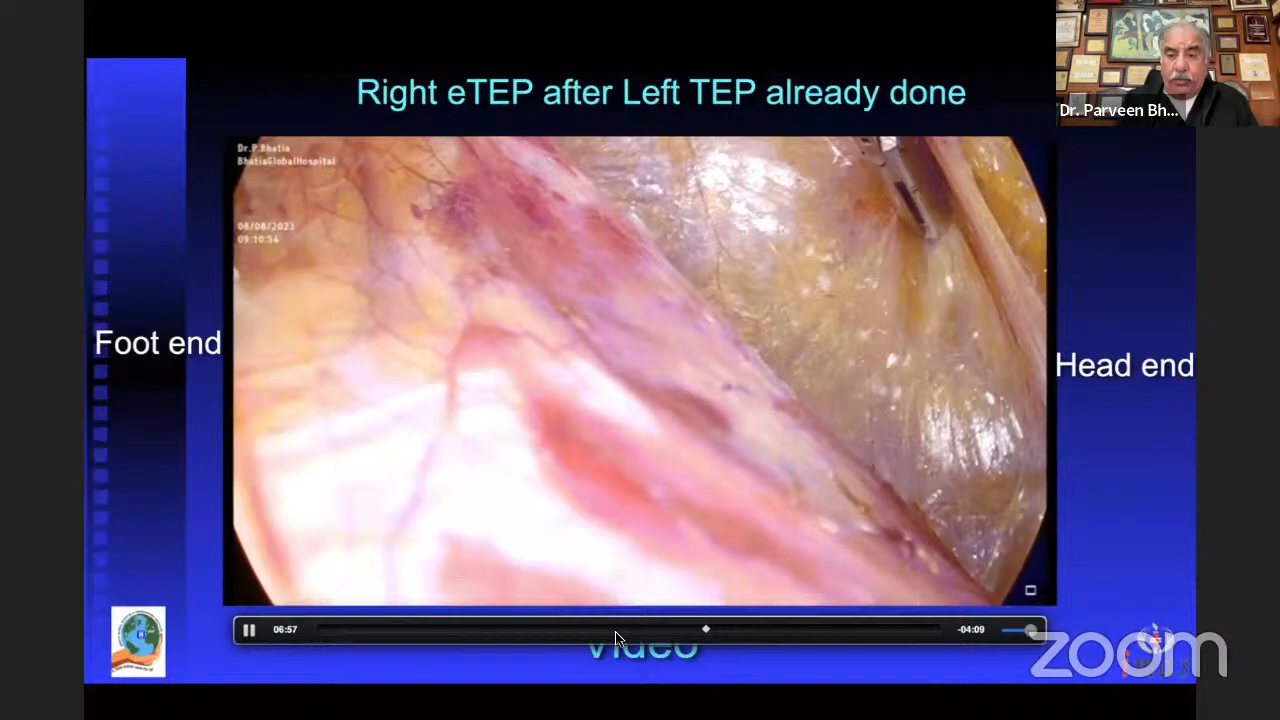 Right eTEP after Left TEP already done
Dr. Parveen Bh...
Dr.P.Bhatia
BhatiaGlobalHospital
08/08/2023
09:10:54
Foot end
Head end
06:57
-04:09
Video
zoom